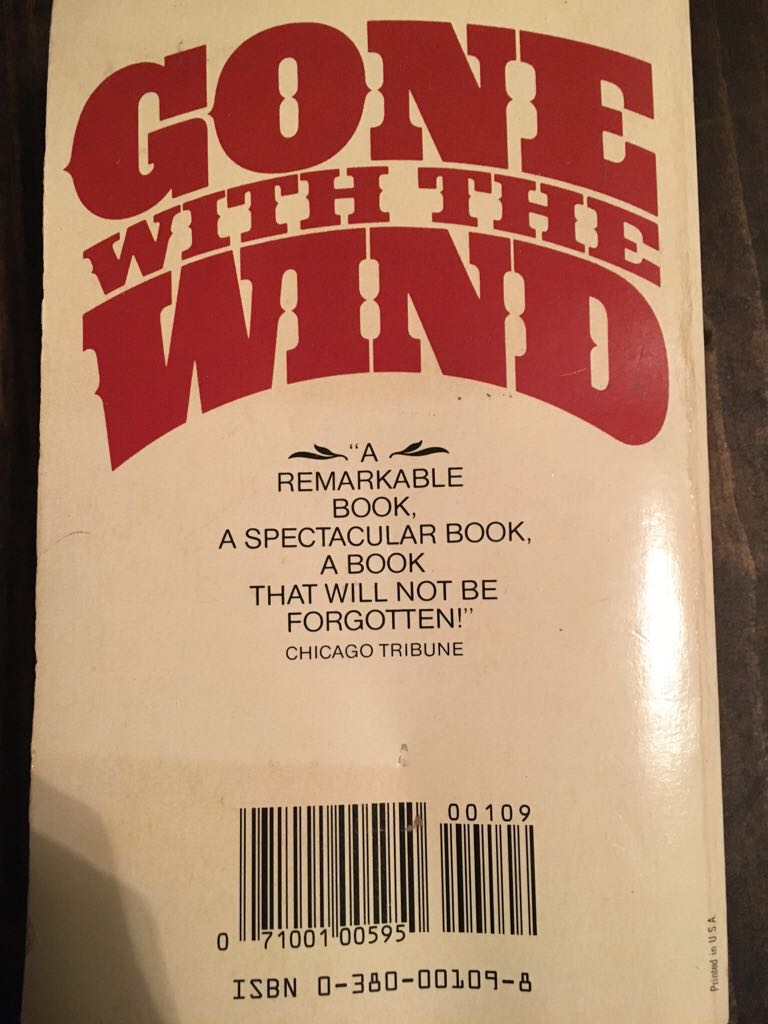 GONE
WITH THE
WIND
"A
REMARKABLE
BOOK,
A SPECTACULAR BOOK,
A BOOK
THAT WILL NOT BE
FORGOTTEN!"
CHICAGO TRIBUNE
00109
0 71001 00595
ISBN 0-380-00109-8
Printed in U.S.A.